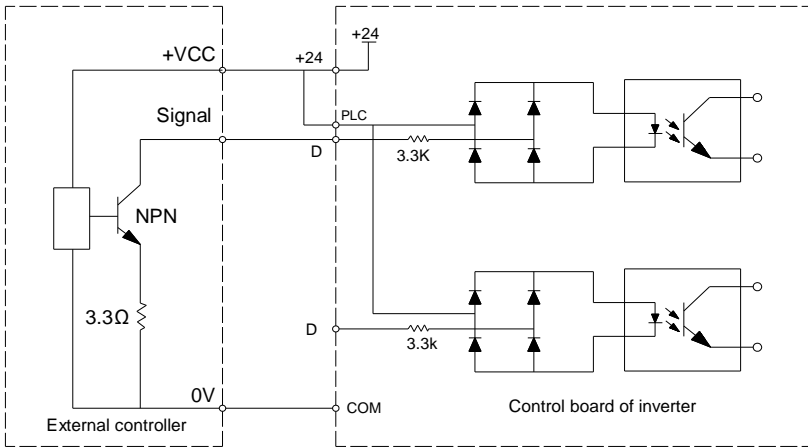 +24
+VCC
+24
PLC
Signal
D
3.3K
NPN
3.3Ω
D
3.3k
0V
COM
External controller
Control board of inverter